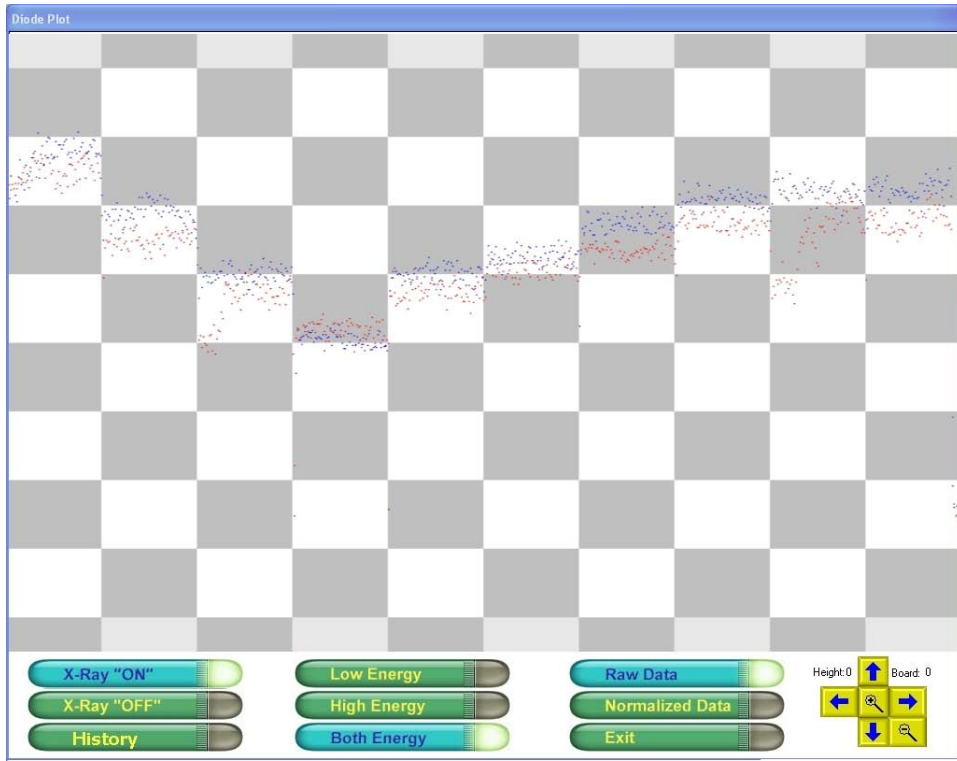 Diode Plot
X-Ray "ON"
Low Energy
Raw Data
Height:0
Board: 0
X-Ray "OFF"
High Energy
Normalized Data
History
Both Energy
Exit